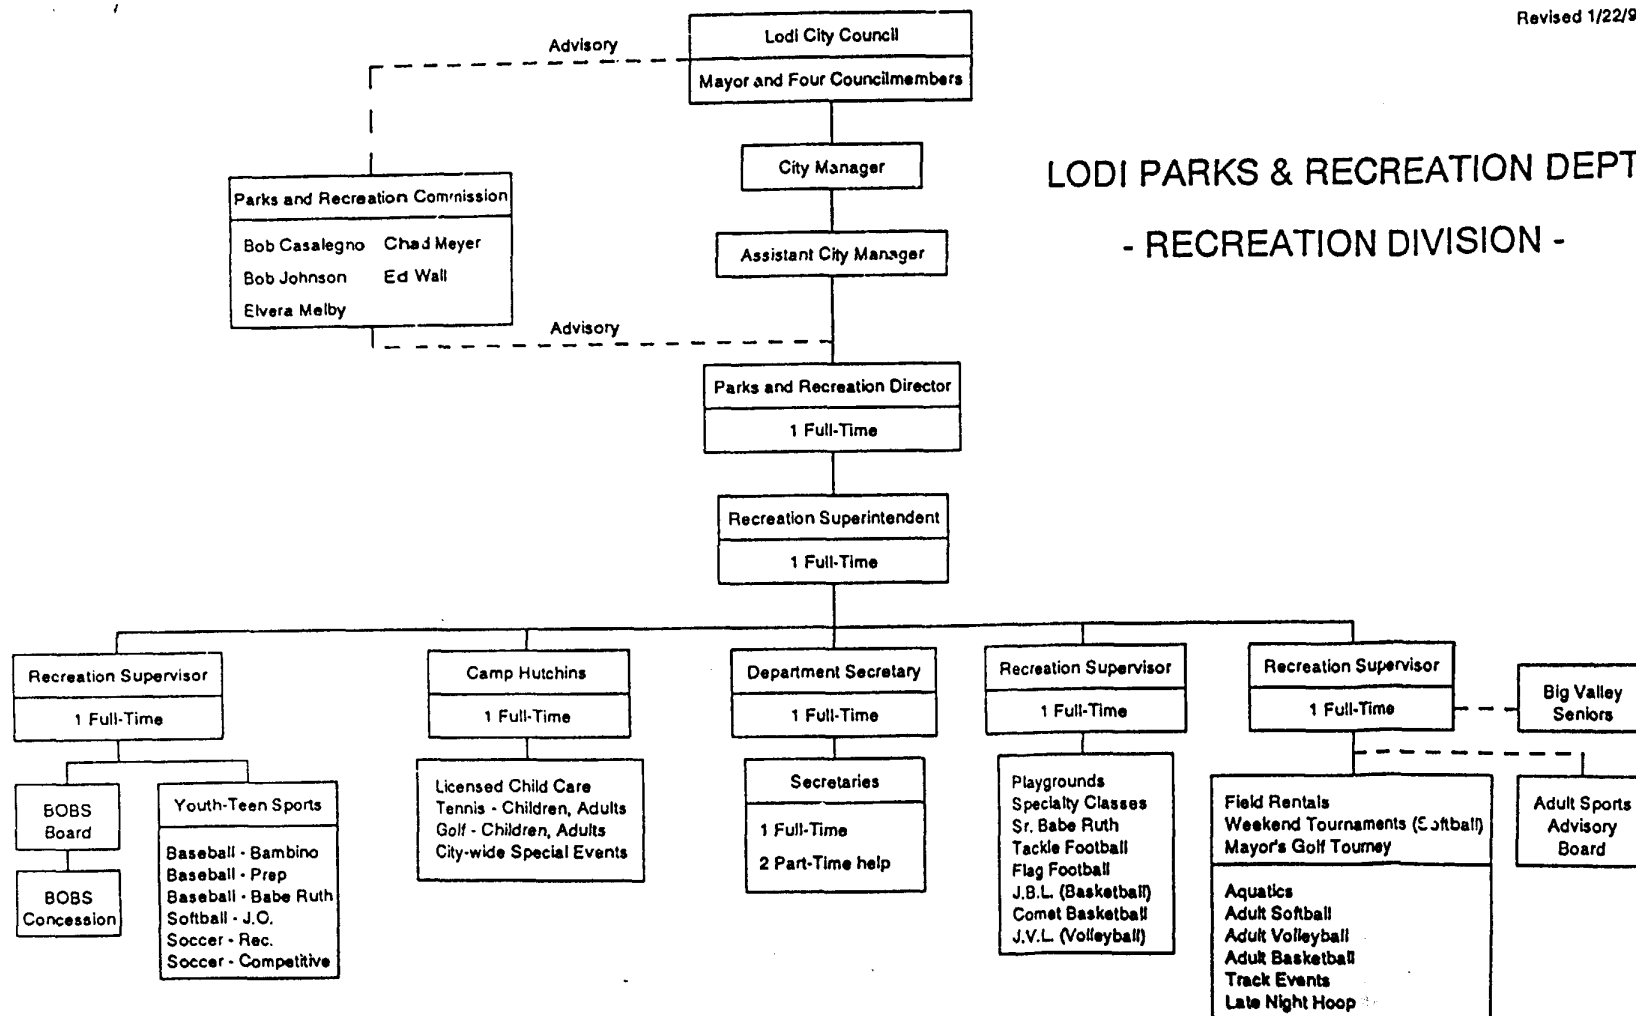 Revised 1/22/9
Advisory
Lodi City Council
Mayor and Four Councilmembers
City Manager
LODI PARKS & RECREATION DEPT
- RECREATION DIVISION -
Parks and Recreation Commission
Bob Casalegno Chad Meyer
Bob Johnson Ed Wall
Elvera Melby
Assistant City Manager
Advisory
Parks and Recreation Director
1 Full-Time
Recreation Superintendent
1 Full-Time
Recreation Supervisor
1 Full-Time
BOBS
Board
BOBS
Concession
Youth-Teen Sports
Baseball - Bambino
Baseball - Prep
Baseball - Babe Ruth
Softball - J.O.
Soccer - Rec.
Soccer - Competitive
Camp Hutchins
1 Full-Time
Licensed Child Care
Tennis - Children, Adults
Golf - Children, Adults
City-wide Special Events
Department Secretary
1 Full-Time
Secretaries
1 Full-Time
2 Part-Time help
Recreation Supervisor
1 Full-Time
Playgrounds
Specialty Classes
Sr. Babe Ruth
Tackle Football
Flag Football
J.B.L. (Basketball)
Comet Basketball
J.V.L. (Volleyball)
Recreation Supervisor
1 Full-Time
Big Valley
Seniors
Field Rentals
Weekend Tournaments (Softball)
Mayor's Golf Tourney
Aquatics
Adult Softball
Adult Volleyball
Adult Basketball
Track Events
Late Night Hoop
Adult Sports
Advisory
Board